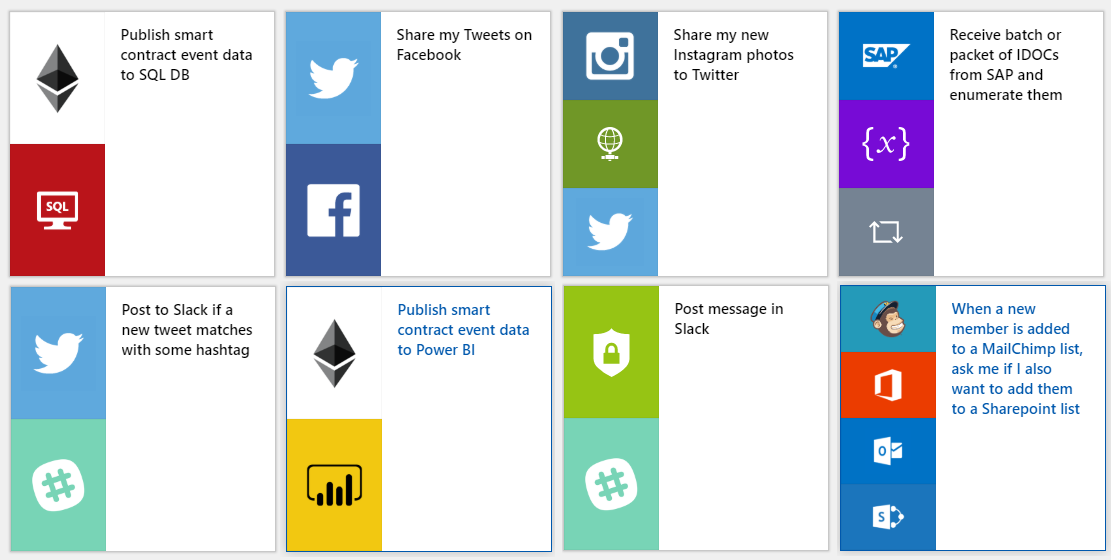 Publish smart
contract event data
to SQL DB
SQL
Share my Tweets on
Facebook
Share my new
Instagram photos
to Twitter
SAP
{x}
Receive batch or
packet of IDOCs
from SAP and
enumerate them
Post to Slack if a
new tweet matches
with some hashtag
Publish smart
contract event data
to Power BI
Post message in
Slack
When a new
member is added
to a MailChimp list,
ask me if I also
want to add them
to a Sharepoint list
O
S